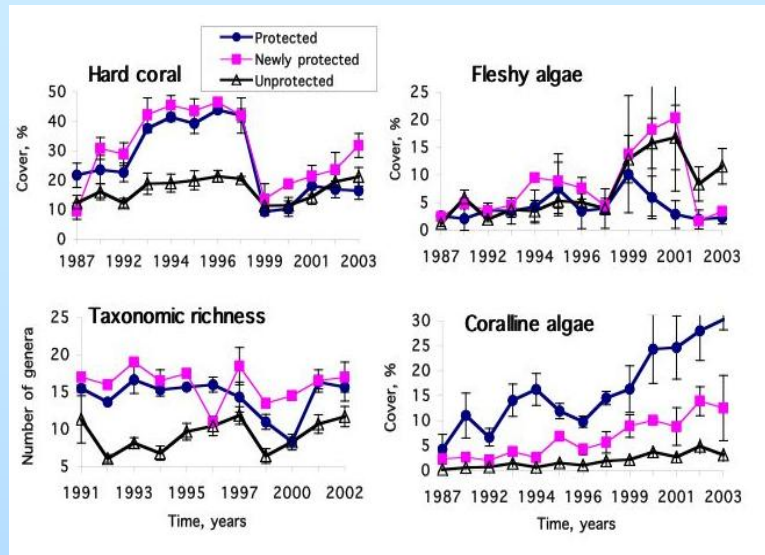 Protected
Newly protected
Unprotected
Hard coral
Cover, %
50
40
30
20
10
0
1987 1992 1994 1996 1999 2001 2003
Fleshy algae
Cover, %
25
20
15
10
5
0
1987 1992 1994 1996 1999 2001 2003
Taxonomic richness
Number of genera
25
20
15
10
5
1991 1993 1995 1997 2000 2002
Time, years
Coralline algae
Cover, %
30
25
20
15
10
5
0
1987 1992 1994 1996 1999 2001 2003
Time, years